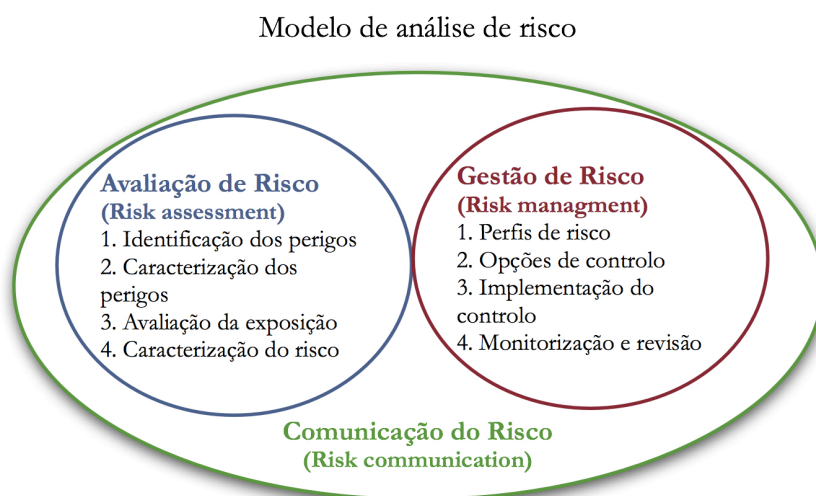 Modelo de análise de risco
Avaliação de Risco
(Risk assessment)
1. Identificação dos perigos
2. Caracterização dos
perigos
3. Avaliação da exposição
4. Caracterização do risco
Gestão de Risco
(Risk managment)
1. Perfis de risco
2. Opções de controlo
3. Implementação do
controlo
4. Monitorização e revisão
Comunicação do Risco
(Risk communication)